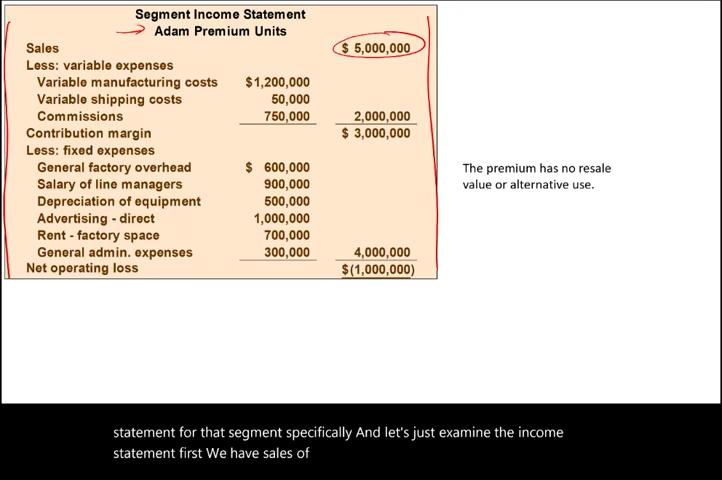 Segment Income Statement
Adam Premium Units
Sales $ 5,000,000
Less: variable expenses
Variable manufacturing costs $1,200,000
Variable shipping costs 50,000
Commissions 750,000 2,000,000
Contribution margin $ 3,000,000
Less: fixed expenses
General factory overhead $ 600,000
Salary of line managers 900,000
Depreciation of equipment 500,000
Advertising - direct 1,000,000
Rent - factory space 700,000
General admin. expenses 300,000 4,000,000
Net operating loss $(1,000,000)
The premium has no resale
value or alternative use.
statement for that segment specifically And let's just examine the income
statement first We have sales of